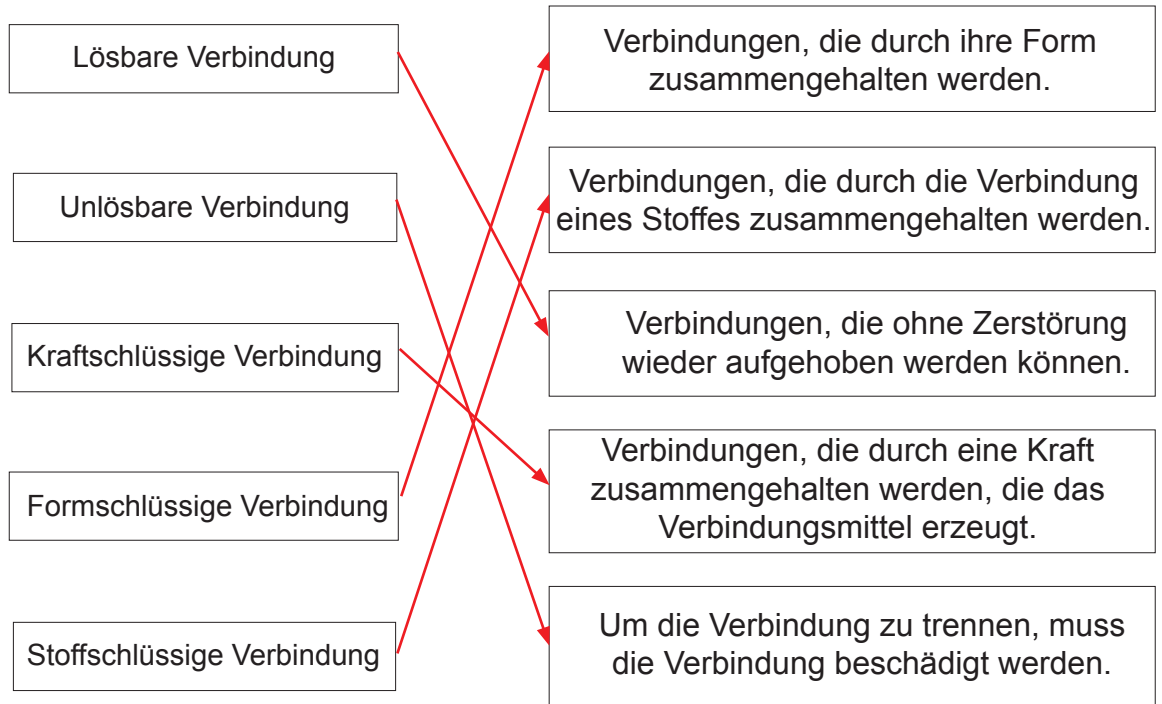 Lösbare Verbindung
Unlösbare Verbindung
Kraftschlüssige Verbindung
Formschlüssige Verbindung
Stoffschlüssige Verbindung
Verbindungen, die durch ihre Form
zusammengehalten werden.
Verbindungen, die durch die Verbindung
eines Stoffes zusammengehalten werden.
Verbindungen, die ohne Zerstörung
wieder aufgehoben werden können.
Verbindungen, die durch eine Kraft
zusammengehalten werden, die das
Verbindungsmittel erzeugt.
Um die Verbindung zu trennen, muss
die Verbindung beschädigt werden.